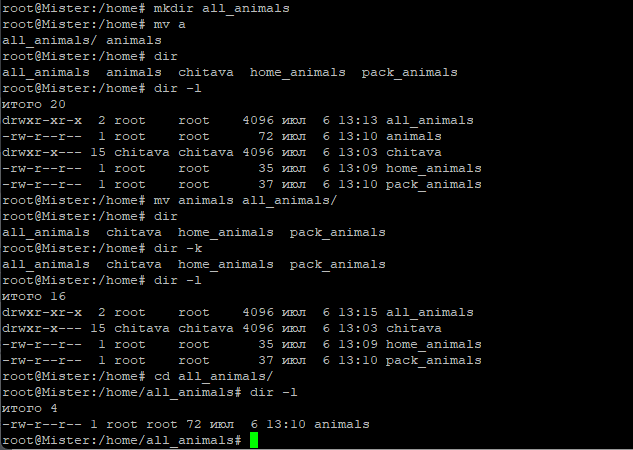 root@Mister:/home# mkdir all_animals
root@Mister:/home# mv a
all_animals/ animals
root@Mister:/home# dir
all_animals  animals  chitava  home_animals  pack_animals
root@Mister:/home# dir -l
итого 20
drwxr-xr-x  2 root    root    4096 июл  6 13:13 all_animals
-rw-r--r--  1 root    root      72 июл  6 13:10 animals
drwxr-x--- 15 chitava chitava 4096 июл  6 13:03 chitava
-rw-r--r--  1 root    root      35 июл  6 13:09 home_animals
-rw-r--r--  1 root    root      37 июл  6 13:10 pack_animals
root@Mister:/home# mv animals all_animals/
root@Mister:/home# dir
all_animals  chitava  home_animals  pack_animals
root@Mister:/home# dir -k
all_animals  chitava  home_animals  pack_animals
root@Mister:/home# dir -l
итого 16
drwxr-xr-x  2 root    root    4096 июл  6 13:15 all_animals
drwxr-x--- 15 chitava chitava 4096 июл  6 13:03 chitava
-rw-r--r--  1 root    root      35 июл  6 13:09 home_animals
-rw-r--r--  1 root    root      37 июл  6 13:10 pack_animals
root@Mister:/home# cd all_animals/
root@Mister:/home/all_animals# dir -l
итого 4
-rw-r--r-- 1 root root 72 июл  6 13:10 animals
root@Mister:/home/all_animals#